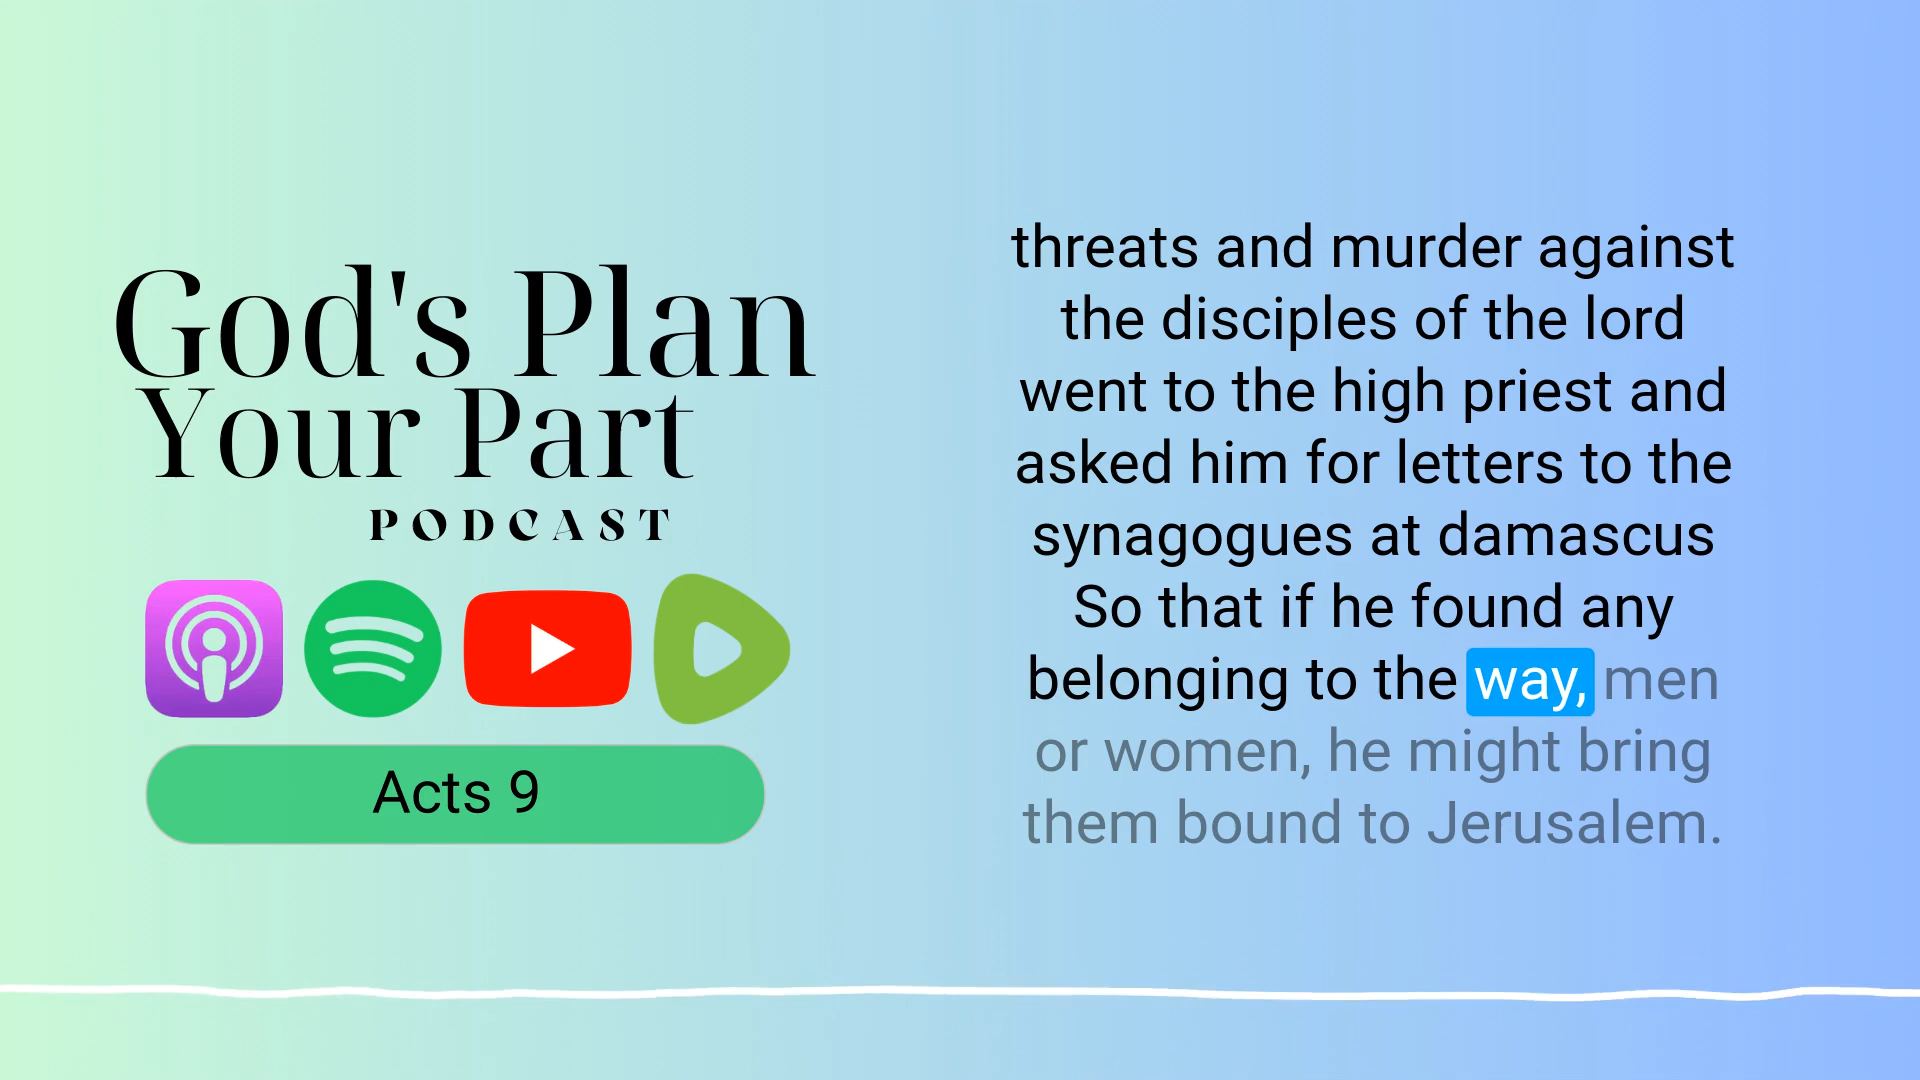 God's Plan
Your Part
PODCAST
Acts 9
threats and murder against
the disciples of the lord
went to the high priest and
asked him for letters to the
synagogues at damascus
So that if he found any
belonging to the way, men
or women, he might bring
them bound to Jerusalem.